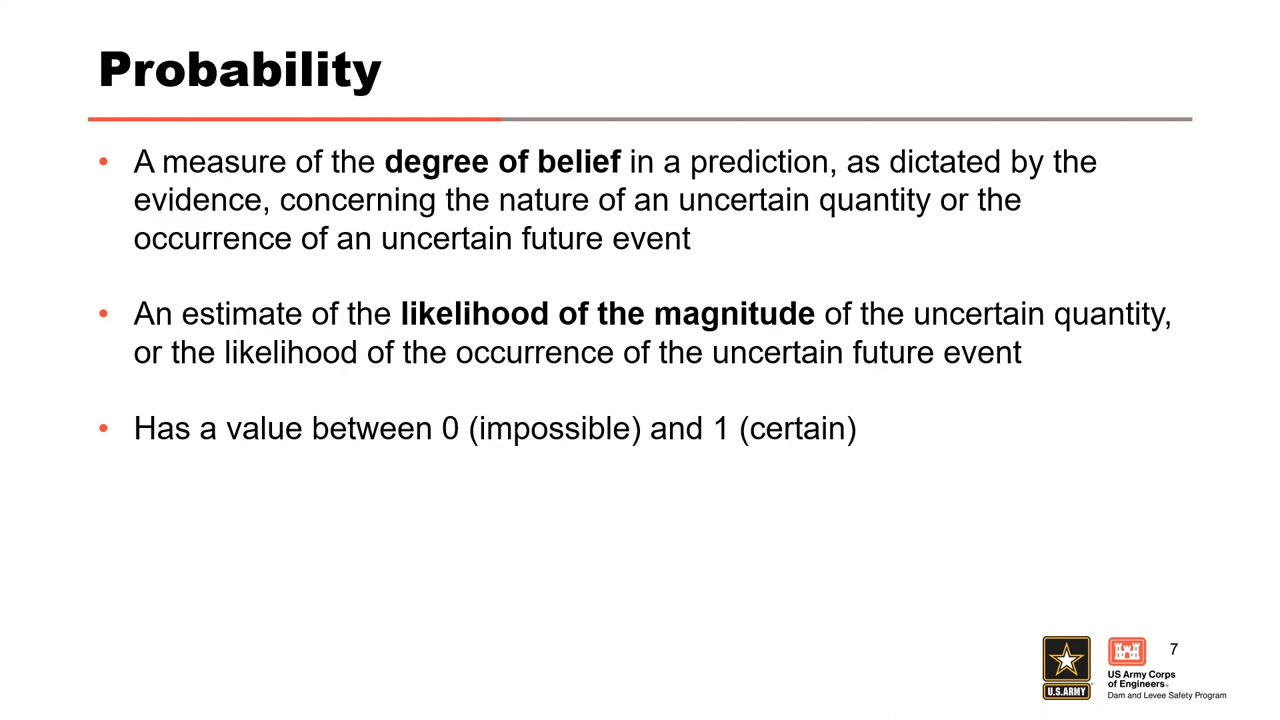 Probability
• A measure of the degree of belief in a prediction, as dictated by the
evidence, concerning the nature of an uncertain quantity or the
occurrence of an uncertain future event
• An estimate of the likelihood of the magnitude of the uncertain quantity,
or the likelihood of the occurrence of the uncertain future event
• Has a value between 0 (impossible) and 1 (certain)
7
U.S.ARMY
US Army Corps
of Engineers®
Dam and Levee Safety Program